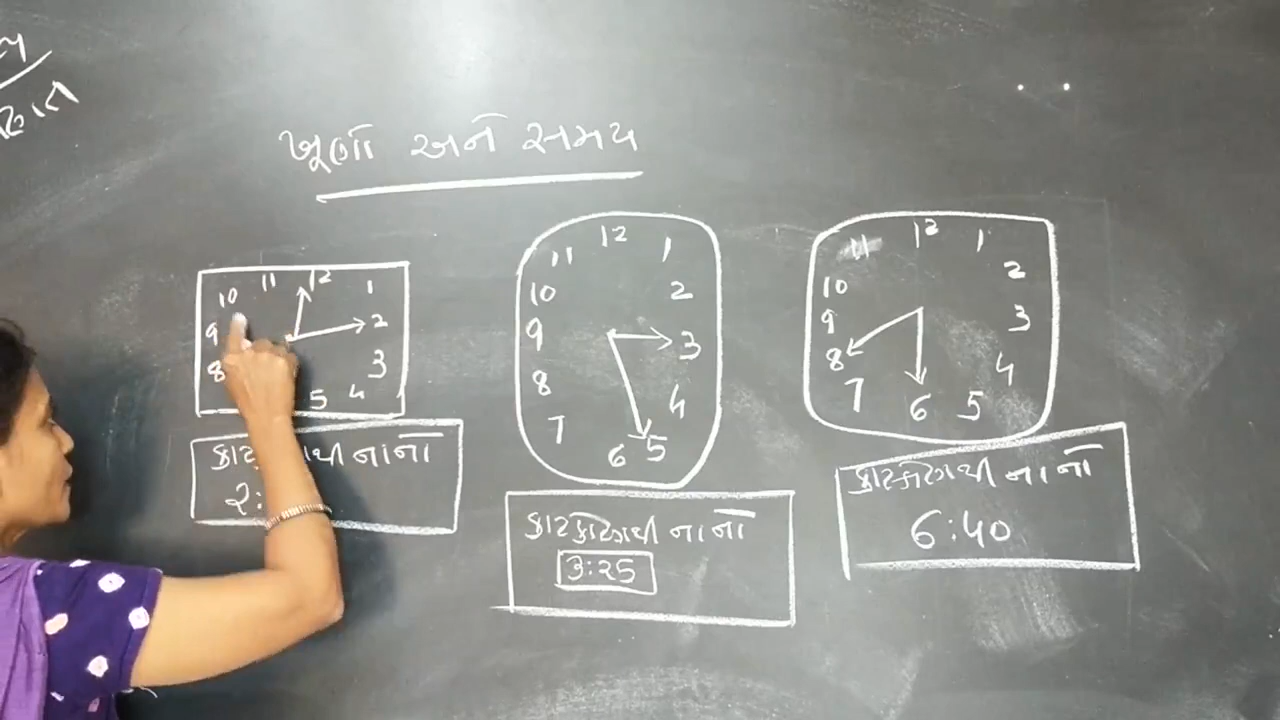 ખૂણો અને સમય
10 11 12 1
9 2
8 3
5 4
નાનો
૨:
11 12 1
10 2
9 3
8 4
7 6 5
કાટકોણથી નાનો
3:25
11 12 1
10 2
9 3
8 4
7 6 5
કાટકોણથી નાનો
6:40